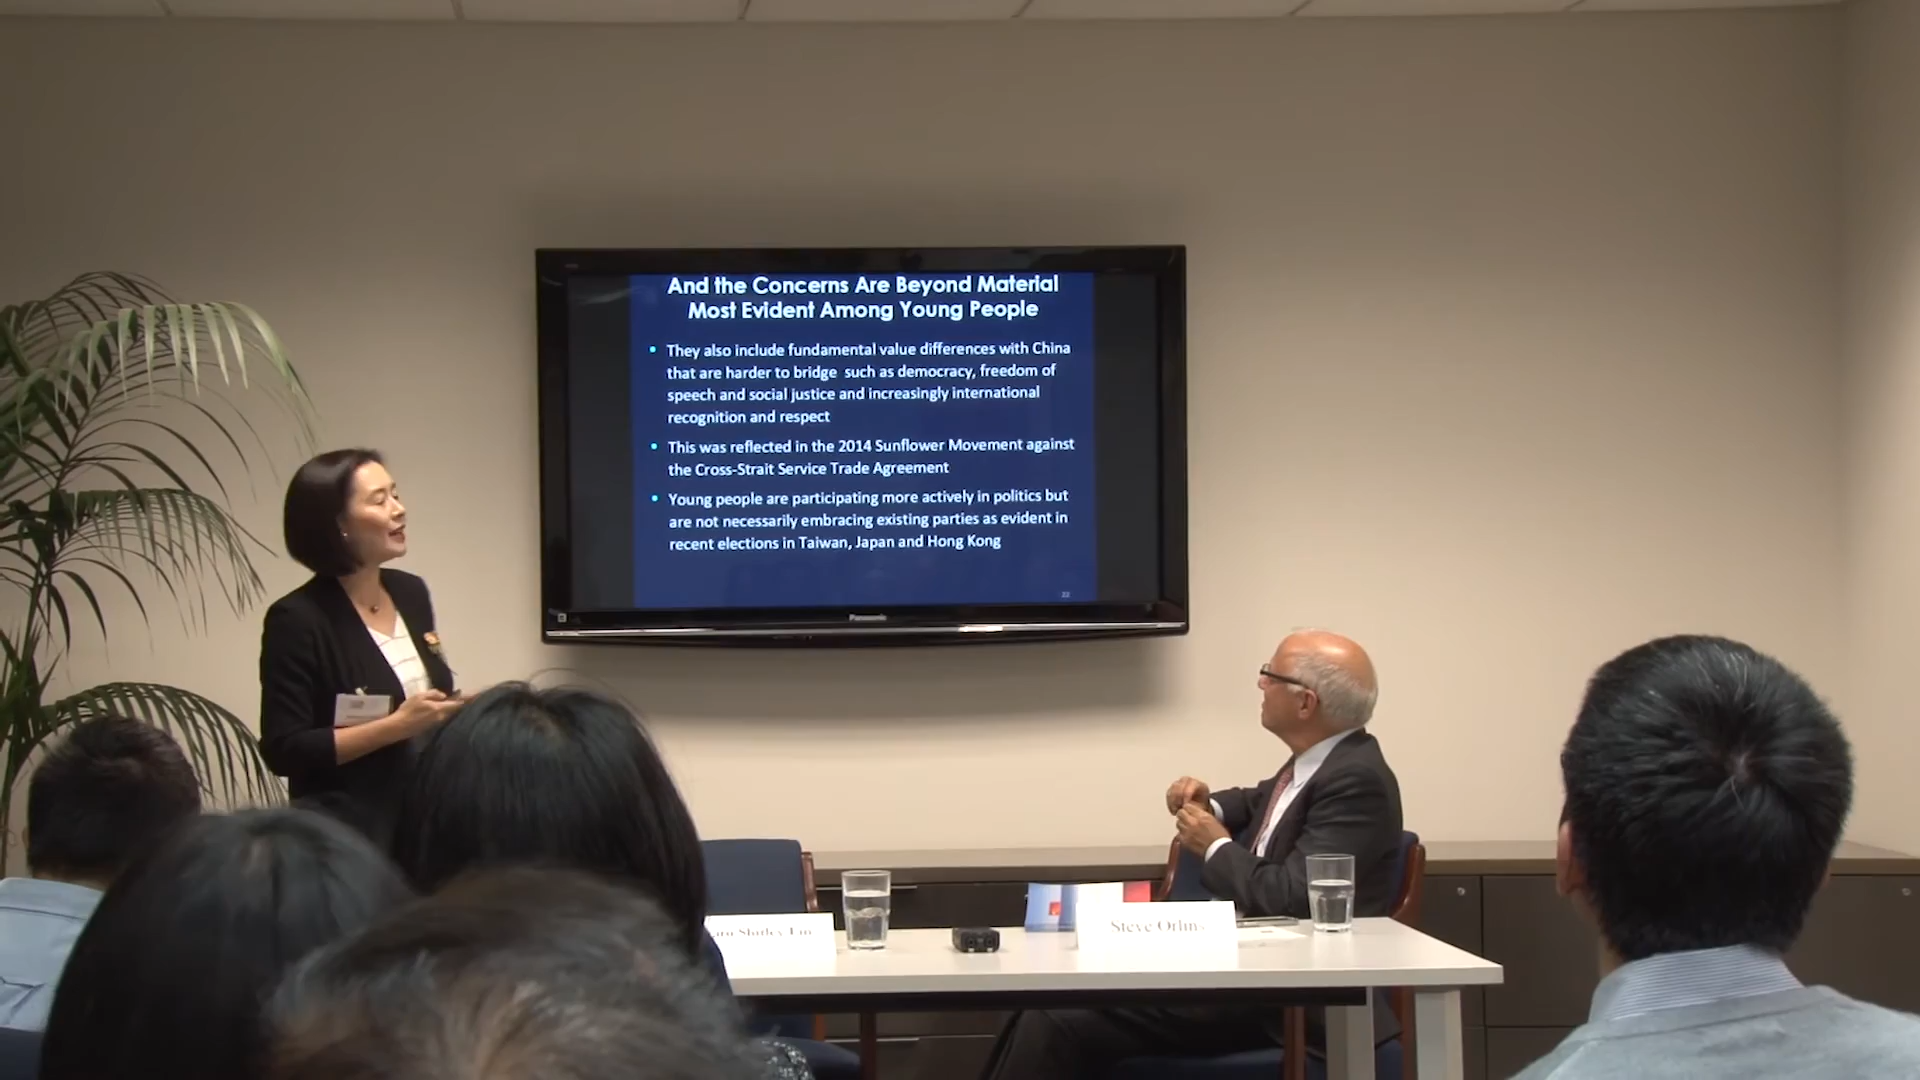 And the Concerns Are Beyond Material
Most Evident Among Young People
• They also include fundamental value differences with China
that are harder to bridge such as democracy, freedom of
speech and social justice and increasingly international
recognition and respect
• This was reflected in the 2014 Sunflower Movement against
the Cross-Strait Service Trade Agreement
• Young people are participating more actively in politics but
are not necessarily embracing existing parties as evident in
recent elections in Taiwan, Japan and Hong Kong
22
Panasonic
Shirley Lin
Steve Orlins